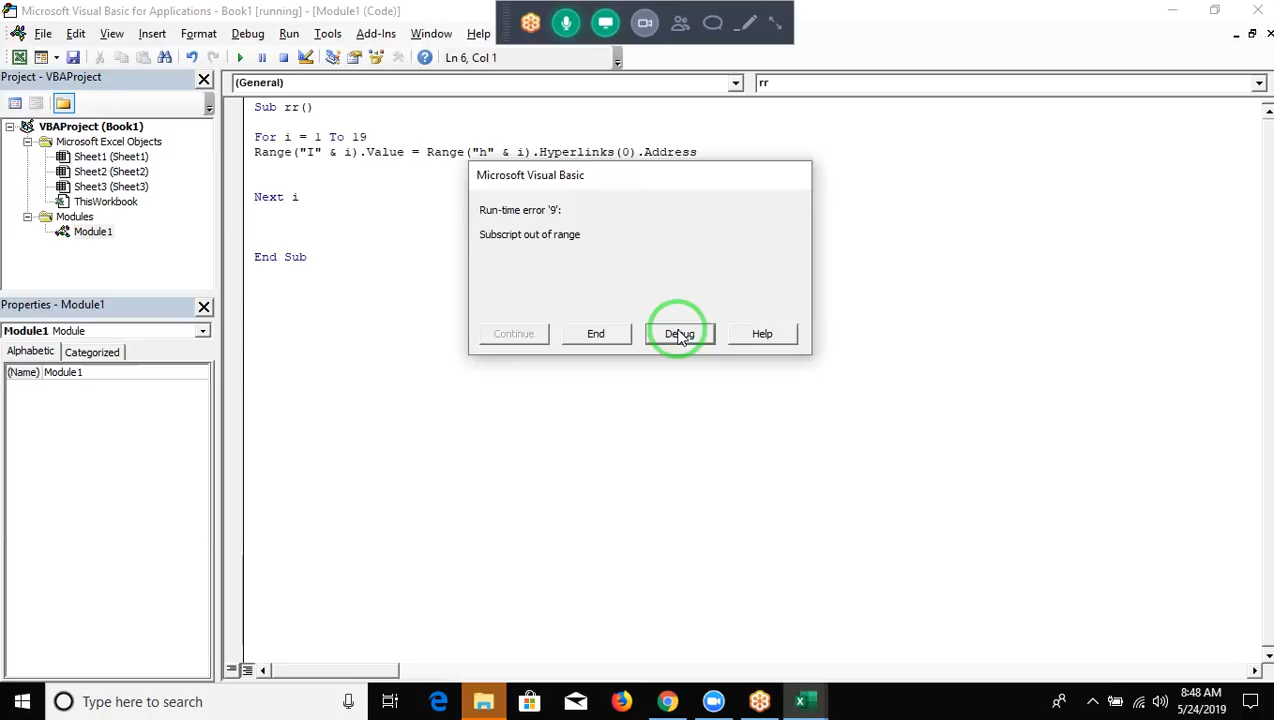 Microsoft Visual Basic for Applications - Book1 [running] - [Module1 (Code)]
File Edit View Insert Format Debug Run Tools Add-Ins Window Help
Ln 6, Col 1
Project - VBAProject
(General)
rr
VBAProject (Book1)
Microsoft Excel Objects
Sheet1 (Sheet1)
Sheet2 (Sheet2)
Sheet3 (Sheet3)
ThisWorkbook
Modules
Module1
Sub rr()
For i = 1 To 19
Range("I" & i).Value = Range("h" & i).Hyperlinks(0).Address
Next i
End Sub
Microsoft Visual Basic
Run-time error '9':
Subscript out of range
Continue End Debug Help
Properties - Module1
Module1 Module
Alphabetic Categorized
(Name) Module1
Type here to search
8:48 AM
5/24/2019